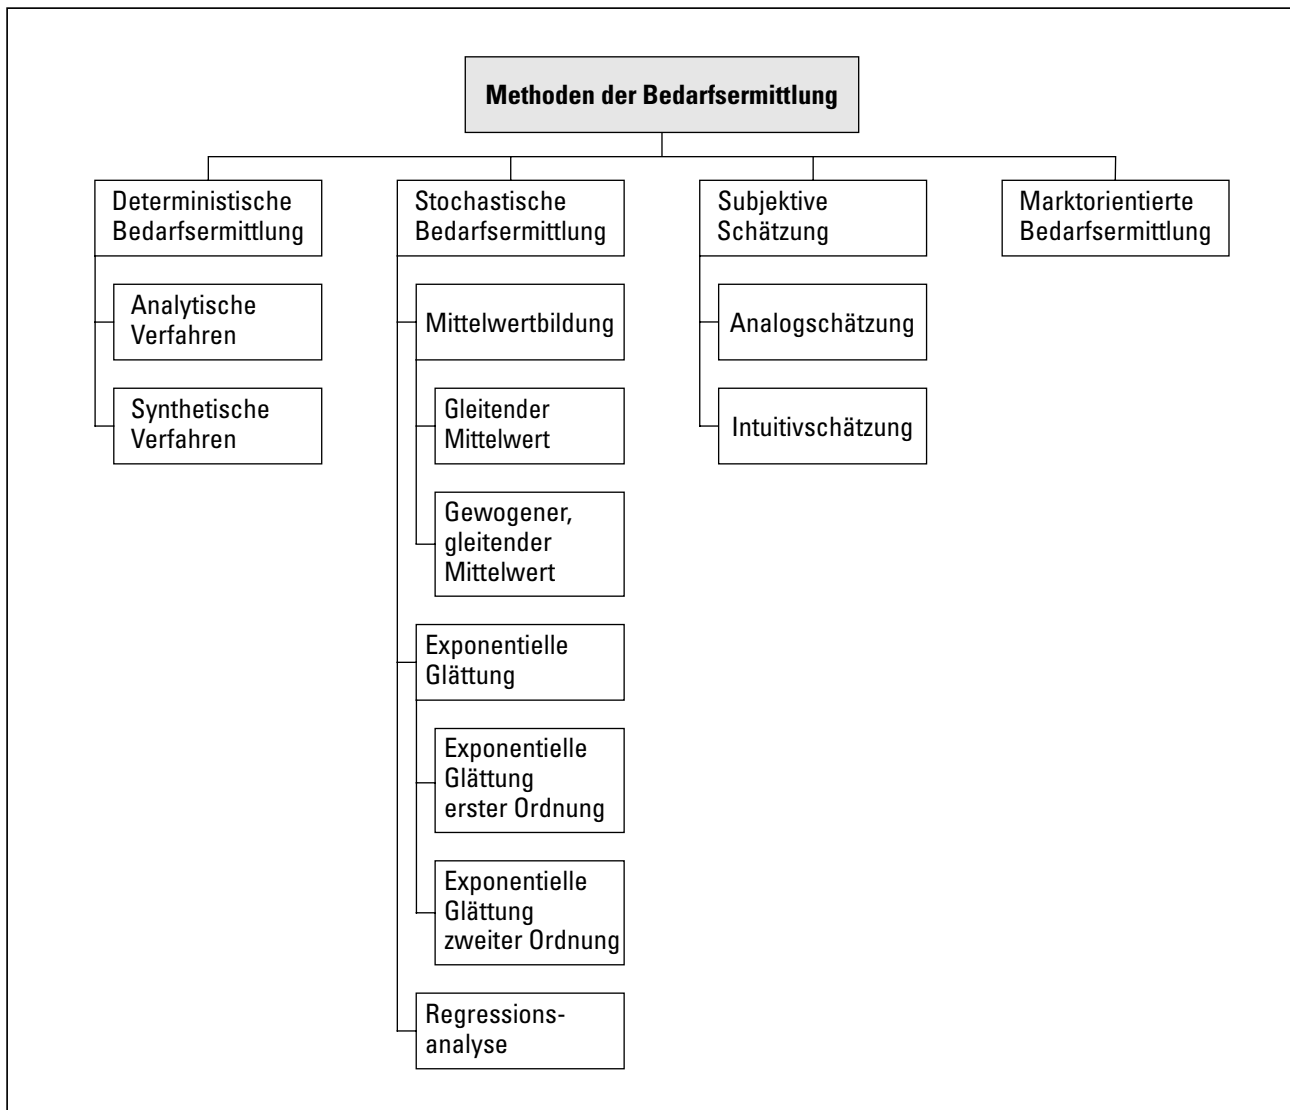 Methoden der Bedarfsermittlung
Deterministische
Bedarfsermittlung
Analytische
Verfahren
Synthetische
Verfahren
Stochastische
Bedarfsermittlung
Mittelwertbildung
Gleitender
Mittelwert
Gewogener,
gleitender
Mittelwert
Exponentielle
Glättung
Exponentielle
Glättung
erster Ordnung
Exponentielle
Glättung
zweiter Ordnung
Regressions-
analyse
Subjektive
Schätzung
Analogschätzung
Intuitivschätzung
Marktorientierte
Bedarfsermittlung